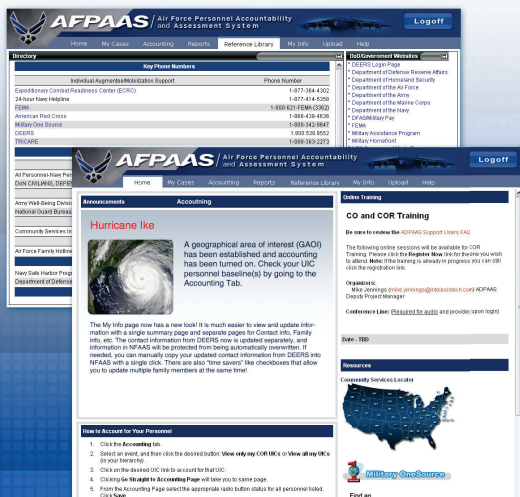 AFPAAS / Air Force Personnel Accountability
and Assessment System
Logoff
Home My Cases Accounting Reports Reference Library My Info Upload Help
Directory
Key Phone Numbers
Individual Augmentee/Mobilization Support Phone Number
Expeditionary Combat Readiness Center (ECRC) 1-877-364-4302
24-hour Navy Helpline 1-877-414-5358
FEMA 1-800-621-FEMA (3362)
American Red Cross 1-866-438-4636
Military One Source 1-800-342-9647
DEERS 1.800.538.9552
TRICARE 1-888-363-2273
DoD/Government Websites
* DEERS Login Page
* Department of Defense Reserve Affairs
* Department of Homeland Security
* Department of the Air Force
* Department of the Army
* Department of the Marine Corps
* Department of the Navy
* DFAS/Military Pay
* FEMA
* Military Assistance Program
* Military Homefront
All Personnel-Navy Per
DoN CIVILIANS, DEPE
Army Well-Being Divisi
National Guard Bureau
Community Services In
Air Force Family Hotline
Navy Safe Harbor Progr
Department of Defense
AFPAAS / Air Force Personnel Accountability
and Assessment System
Logoff
Home My Cases Accounting Reports Reference Library My Info Upload Help
Announcements Accoutning
Hurricane Ike
A geographical area of interest (GAOI)
has been established and accounting
has been turned on. Check your UIC
personnel baseline(s) by going to the
Accounting Tab.
The My Info page now has a new look! It is much easier to view and update infor-
mation with a single summary page and separate pages for Contact info, Family
info, etc. The contact information from DEERS now is updated separately, and
information in NFAAS will be protected from being automatically overwritten. If
needed, you can manually copy your updated contact information from DEERS into
NFAAS with a single click. There are also "time savers" like checkboxes that allow
you to update multiple family members at the same time!
How to Account for Your Personnel
1. Click the Accounting tab.
2. Select an event, and then click the desired button: View only my COR UICs or View all my UICs
(in your hierarchy).
3. Click on the desired UIC link to account for that UIC.
4. Clicking Go Straight to Accounting Page will take you to same page.
5. From the Accounting Page select the appropriate radio button status for all personnel listed.
Click Save.
Online Training
CO and COR Training
Be sure to review the ADPAAS Support Users FAQ
The following online sessions will be available for COR
Training. Please click the Register Now link for the one you wish
to attend. Note: If the training is already in progress you can still
click the registration link.
Organizers:
Mike Jennings (mike.jennings@intelesistech.com) ADPAAS
Deputy Project Manager
Conference Line: (Required for audio) and provided upon login)
Date - TBD
Resources
Community Services Locator
Military OneSource
Find an